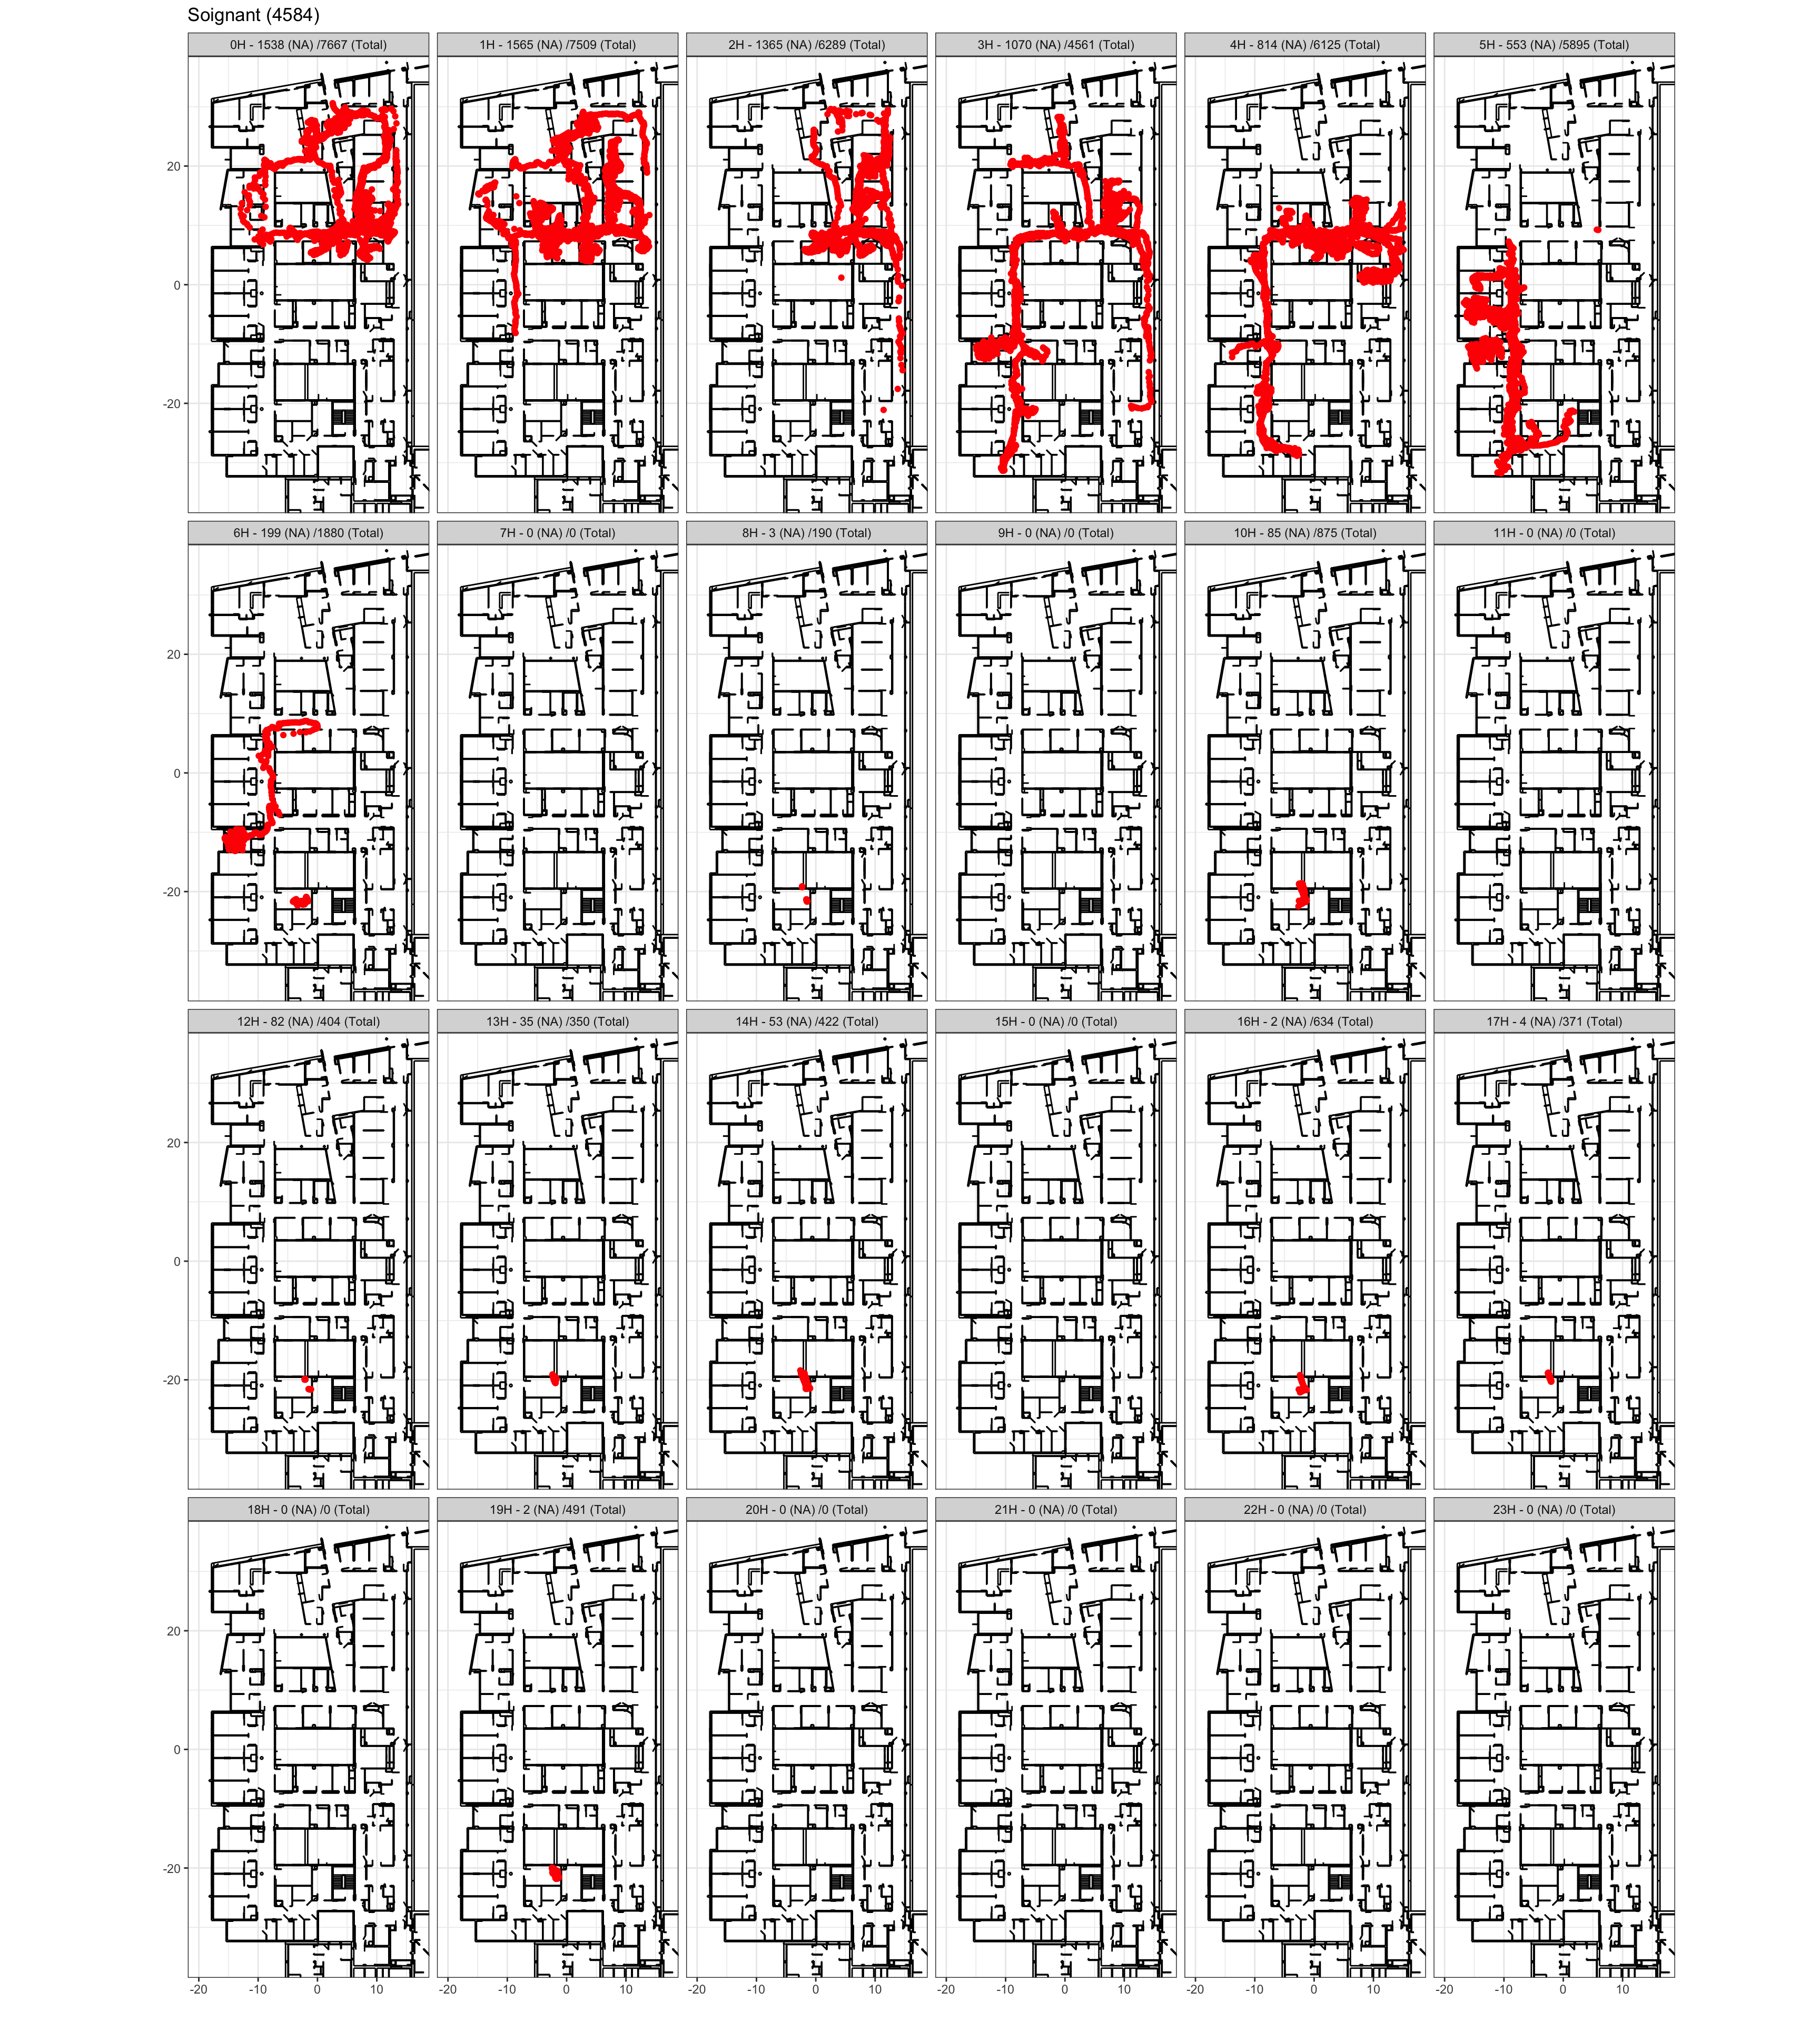 Soignant (4584)
0H - 1538 (NA) /7667 (Total) 1H - 1565 (NA) /7509 (Total) 2H - 1365 (NA) /6289 (Total) 3H - 1070 (NA) /4561 (Total) 4H - 814 (NA) /6125 (Total) 5H - 553 (NA) /5895 (Total)
20
0
-20
6H - 199 (NA) /1880 (Total) 7H - 0 (NA) /0 (Total) 8H - 3 (NA) /190 (Total) 9H - 0 (NA) /0 (Total) 10H - 85 (NA) /875 (Total) 11H - 0 (NA) /0 (Total)
20
0
-20
12H - 82 (NA) /404 (Total) 13H - 35 (NA) /350 (Total) 14H - 53 (NA) /422 (Total) 15H - 0 (NA) /0 (Total) 16H - 2 (NA) /634 (Total) 17H - 4 (NA) /371 (Total)
20
0
-20
18H - 0 (NA) /0 (Total) 19H - 2 (NA) /491 (Total) 20H - 0 (NA) /0 (Total) 21H - 0 (NA) /0 (Total) 22H - 0 (NA) /0 (Total) 23H - 0 (NA) /0 (Total)
20
0
-20
-20 -10 0 10 -20 -10 0 10 -20 -10 0 10 -20 -10 0 10 -20 -10 0 10 -20 -10 0 10